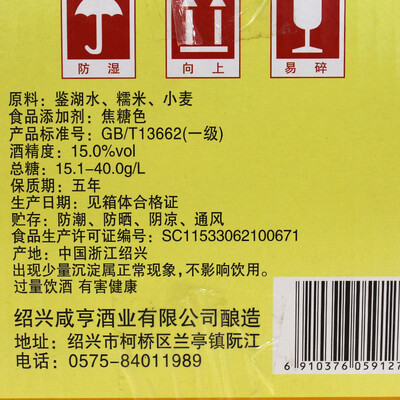 防湿
向上
易碎
原料：鉴湖水、糯米、小麦
食品添加剂：焦糖色
产品标准号：GB/T13662(一级)
酒精度：15.0%vol
总糖：15.1-40.0g/L
保质期：五年
生产日期：见箱体合格证
贮存：防潮、防晒、阴凉、通风
食品生产许可证编号：SC11533062100671
产地：中国浙江绍兴
出现少量沉淀属正常现象，不影响饮用。
过量饮酒 有害健康
绍兴咸亨酒业有限公司酿造
地址：绍兴市柯桥区兰亭镇阮江
电话：0575-84011989
6 910376 059127